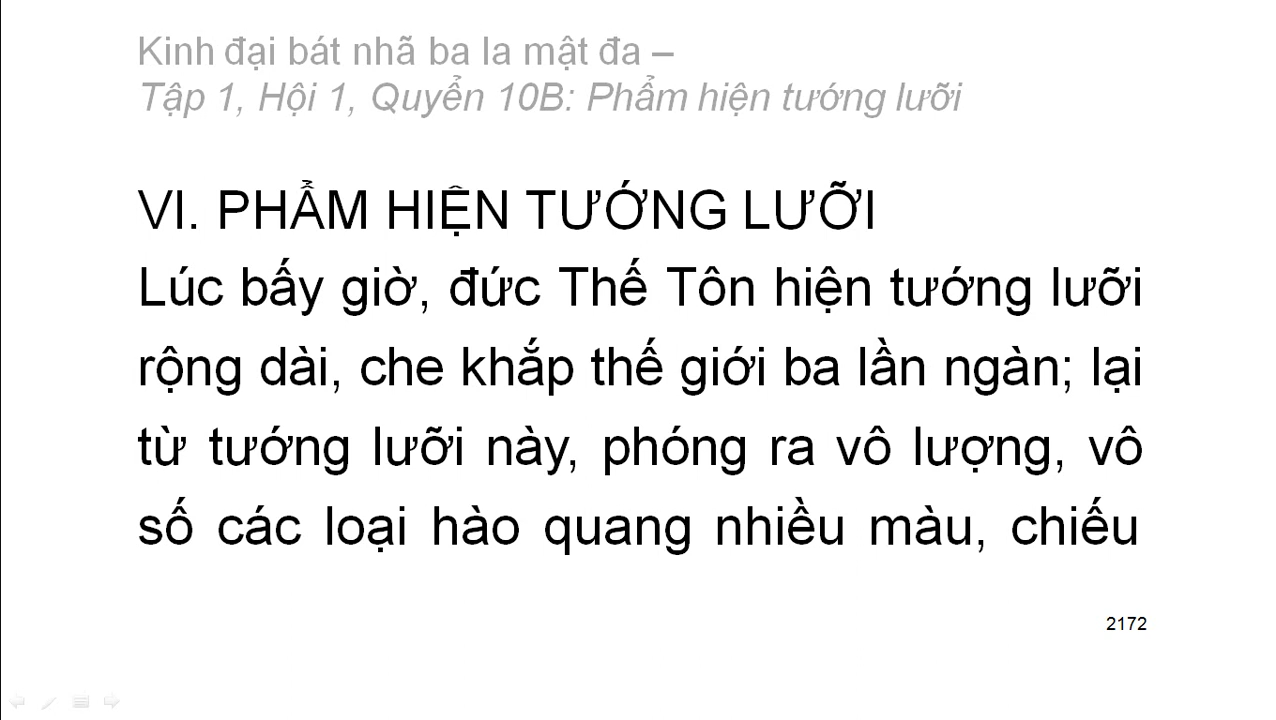 Kinh đại bát nhã ba la mật đa –
Tập 1, Hội 1, Quyển 10B: Phẩm hiện tướng lưỡi
VI. PHẨM HIỆN TƯỚNG LƯỠI
Lúc bấy giờ, đức Thế Tôn hiện tướng lưỡi
rộng dài, che khắp thế giới ba lần ngàn; lại
từ tướng lưỡi này, phóng ra vô lượng, vô
số các loại hào quang nhiều màu, chiếu
2172